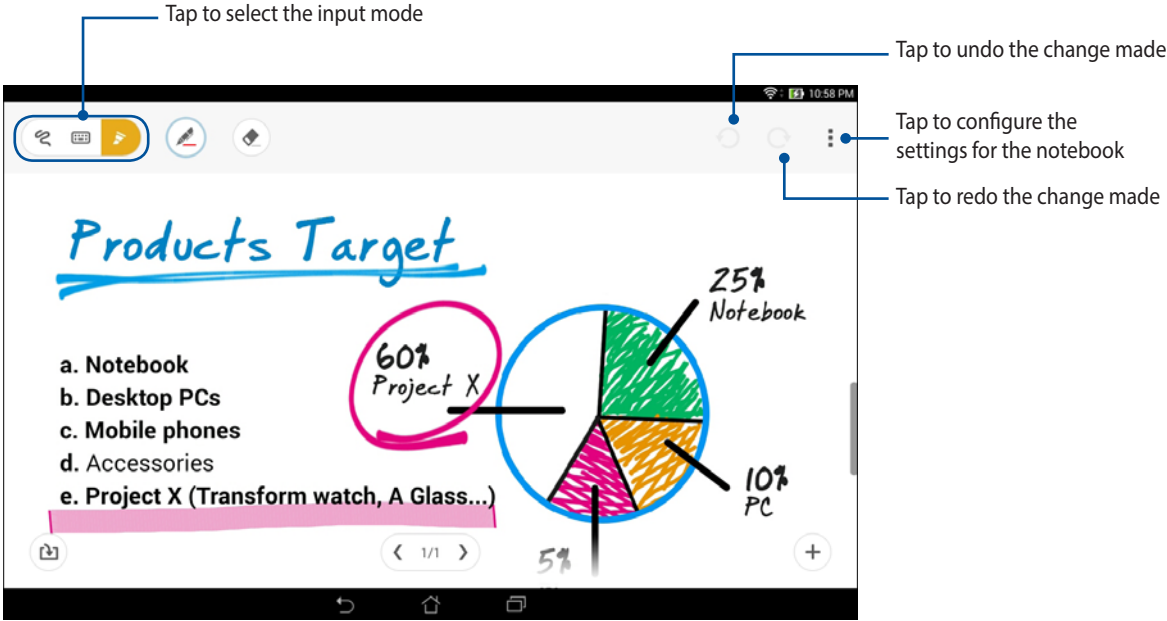 Tap to select the input mode
Tap to undo the change made
10:58 PM
Tap to configure the
settings for the notebook
Tap to redo the change made
Products Target
25%
Notebook
60%
Project X
a. Notebook
b. Desktop PCs
c. Mobile phones
d. Accessories
e. Project X (Transform watch, A Glass...)
10%
PC
1/1
5%